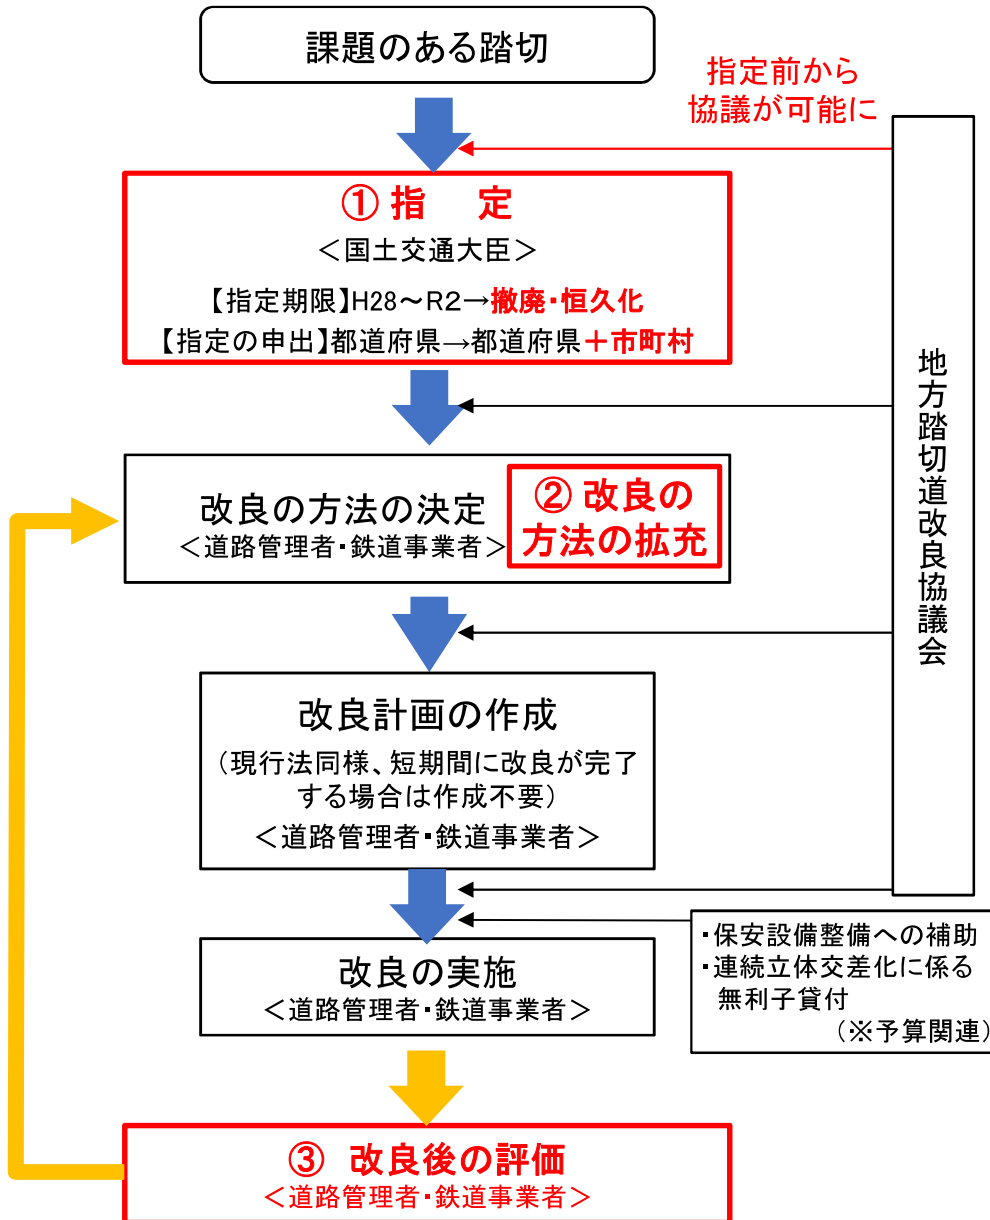 課題のある踏切
指定前から
協議が可能に
① 指　定
＜国土交通大臣＞
【指定期限】H28～R2→撤廃・恒久化
【指定の申出】都道府県→都道府県＋市町村
改良の方法の決定
＜道路管理者・鉄道事業者＞
② 改良の
方法の拡充
改良計画の作成
（現行法同様、短期間に改良が完了
する場合は作成不要）
＜道路管理者・鉄道事業者＞
地方踏切道改良協議会
・保安設備整備への補助
・連続立体交差化に係る
無利子貸付
（※予算関連）
改良の実施
＜道路管理者・鉄道事業者＞
③ 改良後の評価
＜道路管理者・鉄道事業者＞